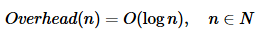 Overhead(n) = O(log n),  n ∈ N